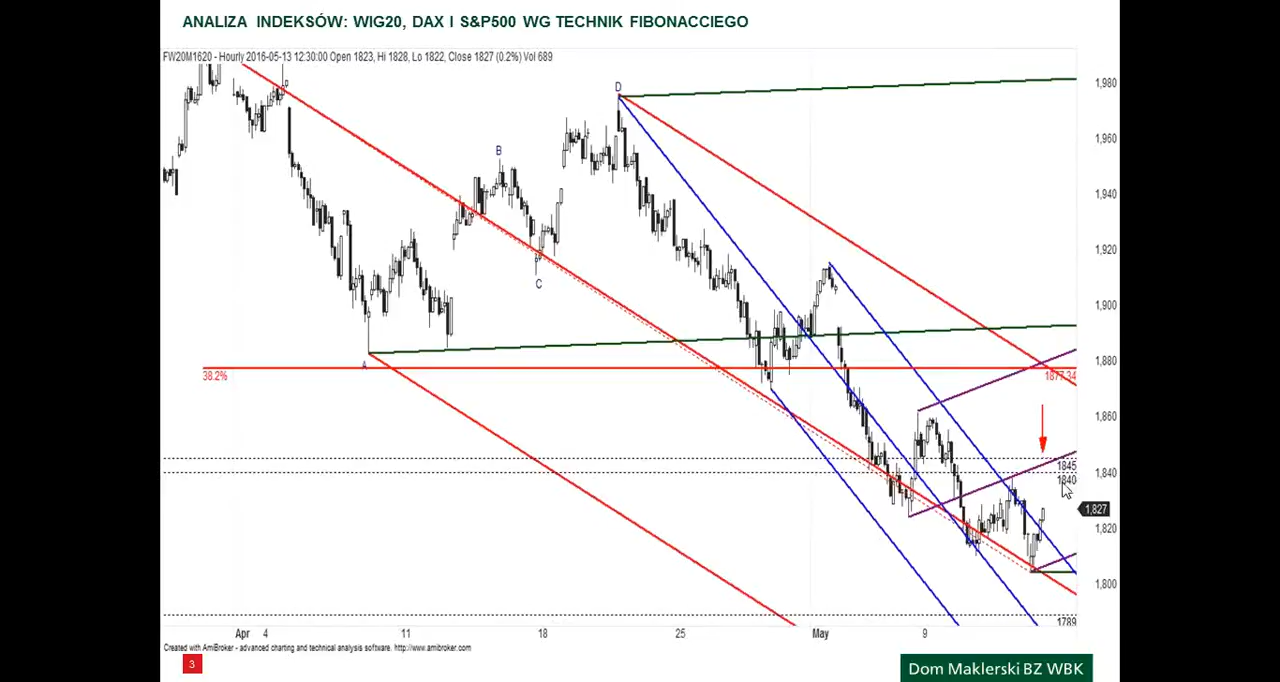 ANALIZA INDEKSÓW: WIG20, DAX I S&P500 WG TECHNIK FIBONACCIEGO
FW20M1620 - Hourly 2016-05-13 12:30:00 Open 1823, Hi 1828, Lo 1822, Close 1827 (0.2%) Vol 689
D
1,980
1,960
B
1,940
1,920
C
1,900
1,880
A
38.2%
1877.34
1,860
1845
1,840
1840
1,827
1,820
1,800
1789
Apr 4 11 18 25 May 9
Created with AmiBroker - advanced charting and technical analysis software. http://www.amibroker.com
3
Dom Maklerski BZ WBK